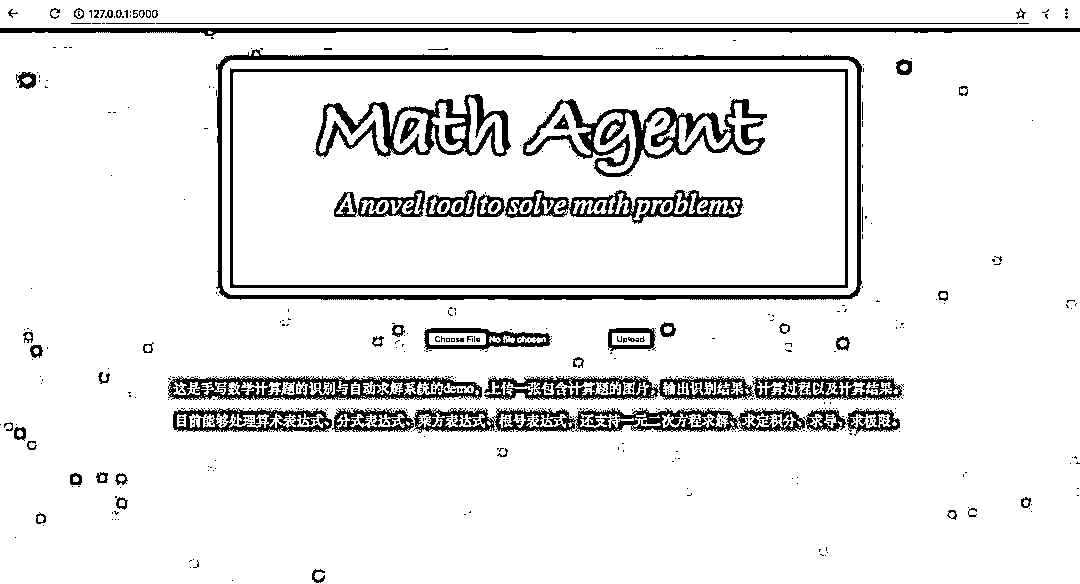 127.0.0.1:5000
Math Agent
A novel tool to solve math problems
Choose File No file chosen Upload
这是手写数学计算题的识别与自动求解系统的demo，上传一张包含计算题的图片，输出识别结果、计算过程以及计算结果。
目前能够处理算术表达式、分式表达式、乘方表达式、根号表达式，还支持一元二次方程求解、求定积分、求导、求极限。